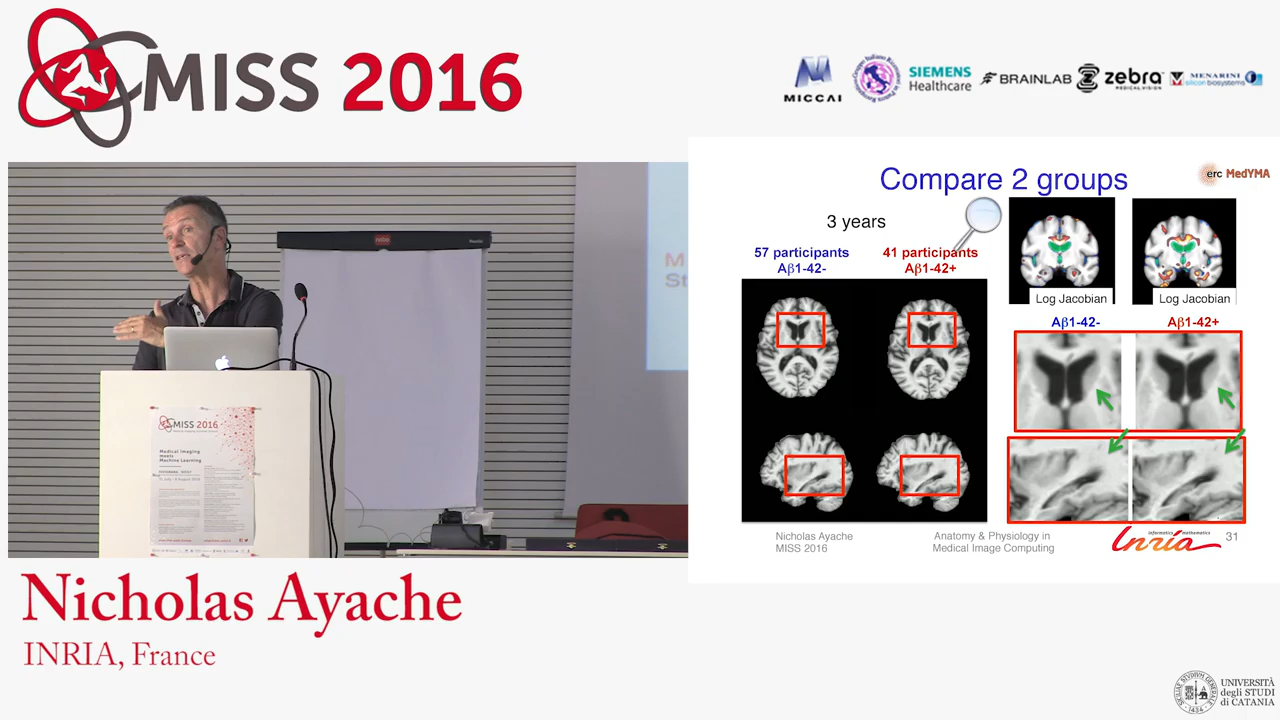 MISS 2016
MICCAI
SIEMENS
Healthcare
BRAINLAB
zebra
MEDICAL VISION
MENARINI
silicon biosystems
Compare 2 groups
erc MedYMA
3 years
57 participants
Aβ1-42-
41 participants
Aβ1-42+
Log Jacobian
Log Jacobian
Aβ1-42-
Aβ1-42+
Nicholas Ayache
MISS 2016
Anatomy & Physiology in
Medical Image Computing
informatics mathematics
Inria
31
M
St
MISS 2016
Medical Imaging
meets
Machine Learning
Nicholas Ayache
INRIA, France
UNIVERSITÀ
degli STUDI
di CATANIA